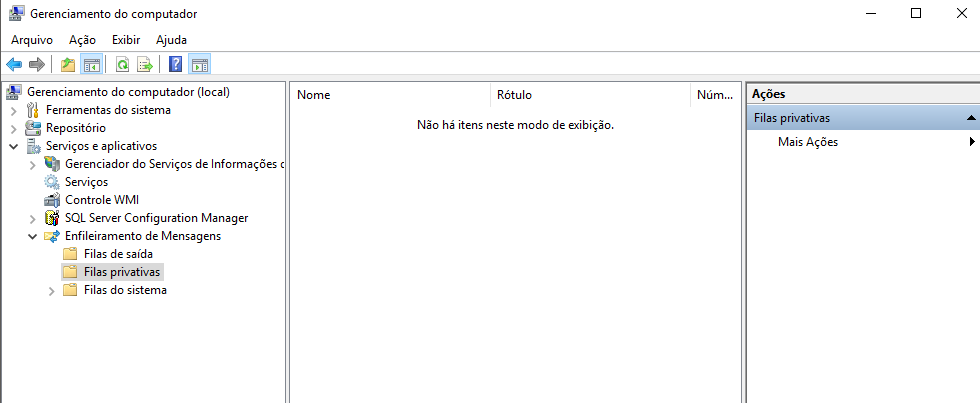 Gerenciamento do computador
Arquivo Ação Exibir Ajuda
Gerenciamento do computador (local)
Ferramentas do sistema
Repositório
Serviços e aplicativos
Gerenciador do Serviços de Informações
Serviços
Controle WMI
SQL Server Configuration Manager
Enfileiramento de Mensagens
Filas de saída
Filas privativas
Filas do sistema
Nome Rótulo Núm...
Não há itens neste modo de exibição.
Ações
Filas privativas
Mais Ações